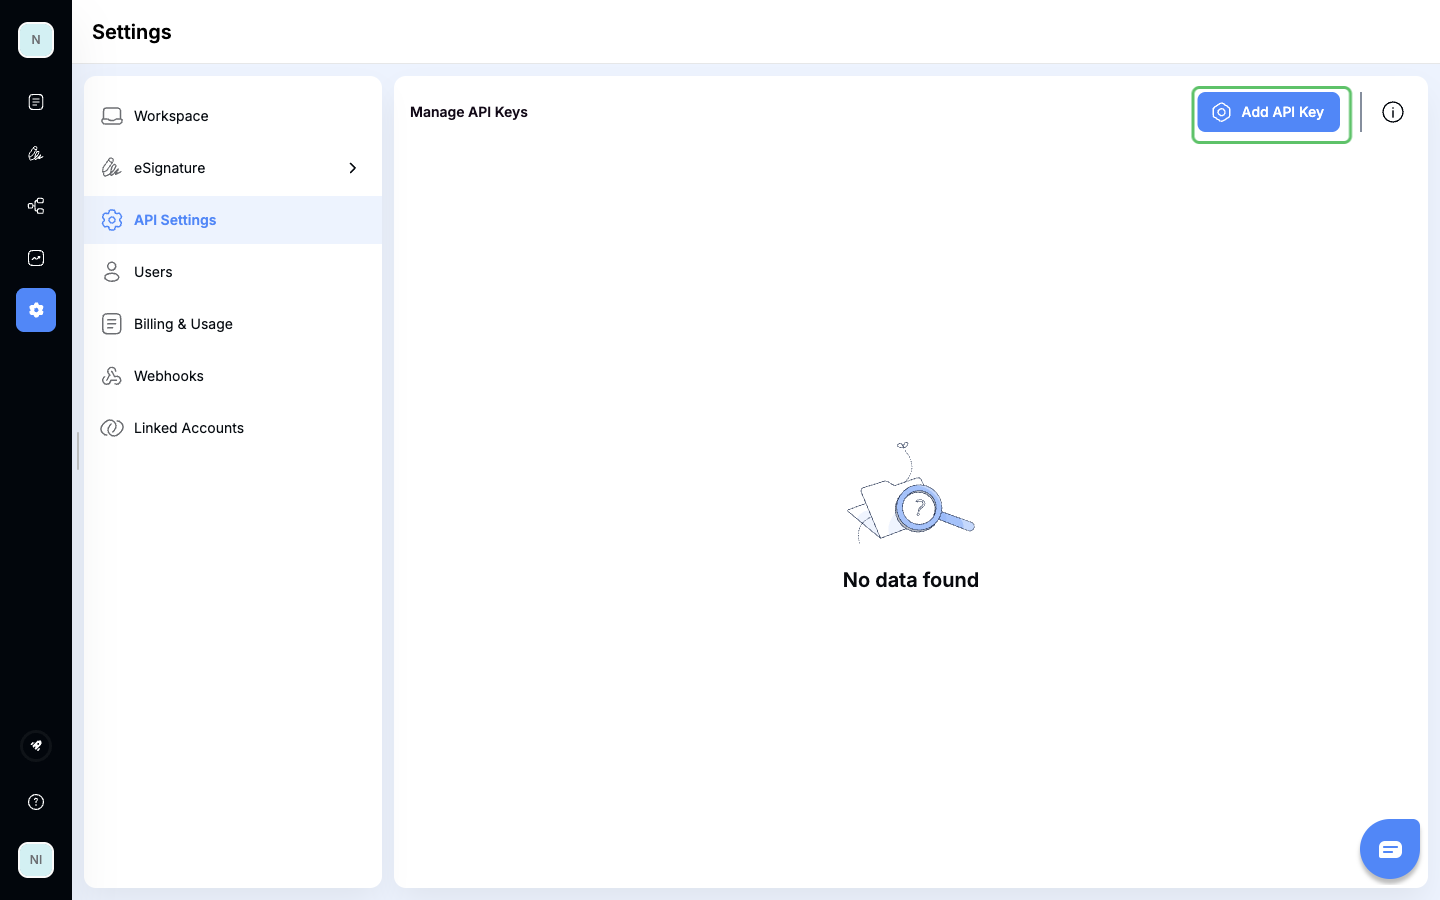 N
Settings
Workspace
eSignature
API Settings
Users
Billing & Usage
Webhooks
Linked Accounts
Manage API Keys
Add API Key
?
No data found
NI